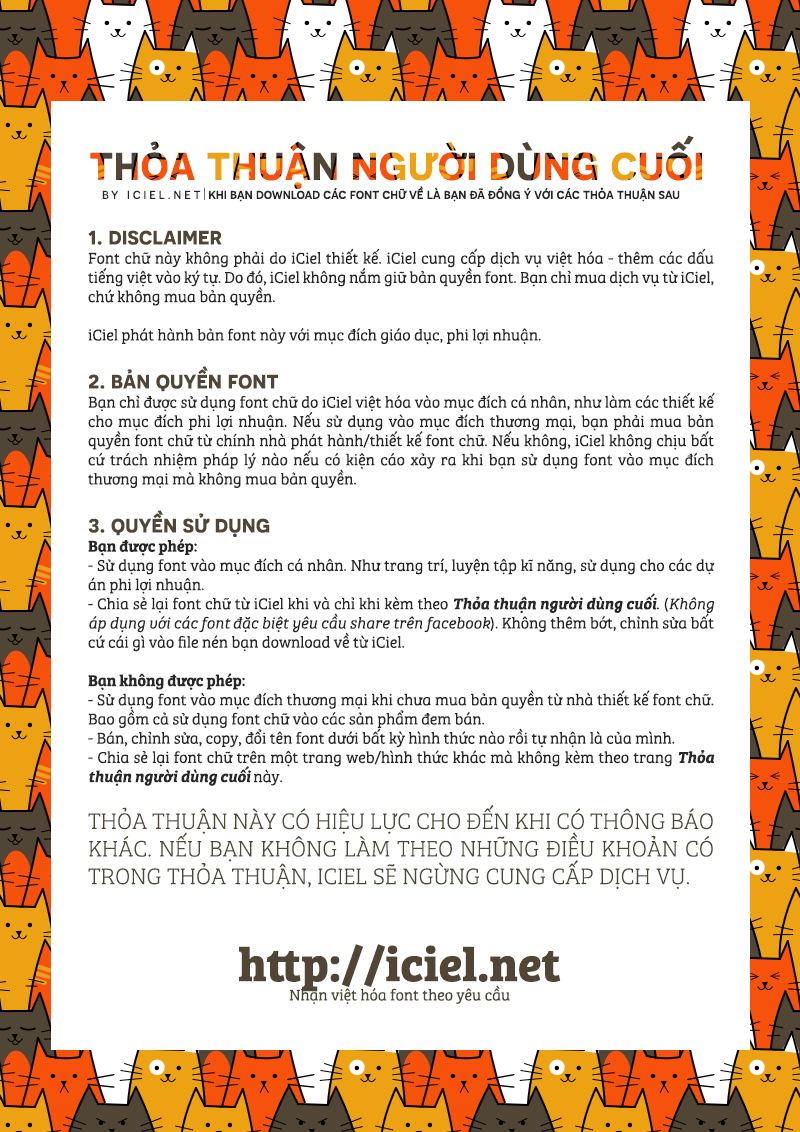 THỎA THUẬN NGƯỜI DÙNG CUỐI
BY ICIEL.NET|KHI BẠN DOWNLOAD CÁC FONT CHỮ VỀ LÀ BẠN ĐÃ ĐỒNG Ý VỚI CÁC THỎA THUẬN SAU
1. DISCLAIMER
Font chữ này không phải do iCiel thiết kế. iCiel cung cấp dịch vụ việt hóa - thêm các dấu
tiếng việt vào ký tự. Do đó, iCiel không nắm giữ bản quyền font. Bạn chỉ mua dịch vụ từ iCiel,
chứ không mua bản quyền.
iCiel phát hành bản font này với mục đích giáo dục, phi lợi nhuận.
2. BẢN QUYỀN FONT
Bạn chỉ được sử dụng font chữ do iCiel việt hóa vào mục đích cá nhân, như làm các thiết kế
cho mục đích phi lợi nhuận. Nếu sử dụng vào mục đích thương mại, bạn phải mua bản
quyền font chữ từ chính nhà phát hành/thiết kế font chữ. Nếu không, iCiel không chịu bất
cứ trách nhiệm pháp lý nào nếu có kiện cáo xảy ra khi bạn sử dụng font vào mục đích
thương mại mà không mua bản quyền.
3. QUYỀN SỬ DỤNG
Bạn được phép:
- Sử dụng font vào mục đích cá nhân. Như trang trí, luyện tập kĩ năng, sử dụng cho các dự
án phi lợi nhuận.
- Chia sẻ lại font chữ từ iCiel khi và chỉ khi kèm theo Thỏa thuận người dùng cuối. (Không
áp dụng với các font đặc biệt yêu cầu share trên facebook). Không thêm bớt, chỉnh sửa bất
cứ cái gì vào file nén bạn download về từ iCiel.
Bạn không được phép:
- Sử dụng font vào mục đích thương mại khi chưa mua bản quyền từ nhà thiết kế font chữ.
Bao gồm cả sử dụng font chữ vào các sản phẩm đem bán.
- Bán, chỉnh sửa, copy, đổi tên font dưới bất kỳ hình thức nào rồi tự nhận là của mình.
- Chia sẻ lại font chữ trên một trang web/hình thức khác mà không kèm theo trang Thỏa
thuận người dùng cuối này.
THỎA THUẬN NÀY CÓ HIỆU LỰC CHO ĐẾN KHI CÓ THÔNG BÁO
KHÁC. NẾU BẠN KHÔNG LÀM THEO NHỮNG ĐIỀU KHOẢN CÓ
TRONG THỎA THUẬN, ICIEL SẼ NGỪNG CUNG CẤP DỊCH VỤ.
http://iciel.net
Nhận việt hóa font theo yêu cầu